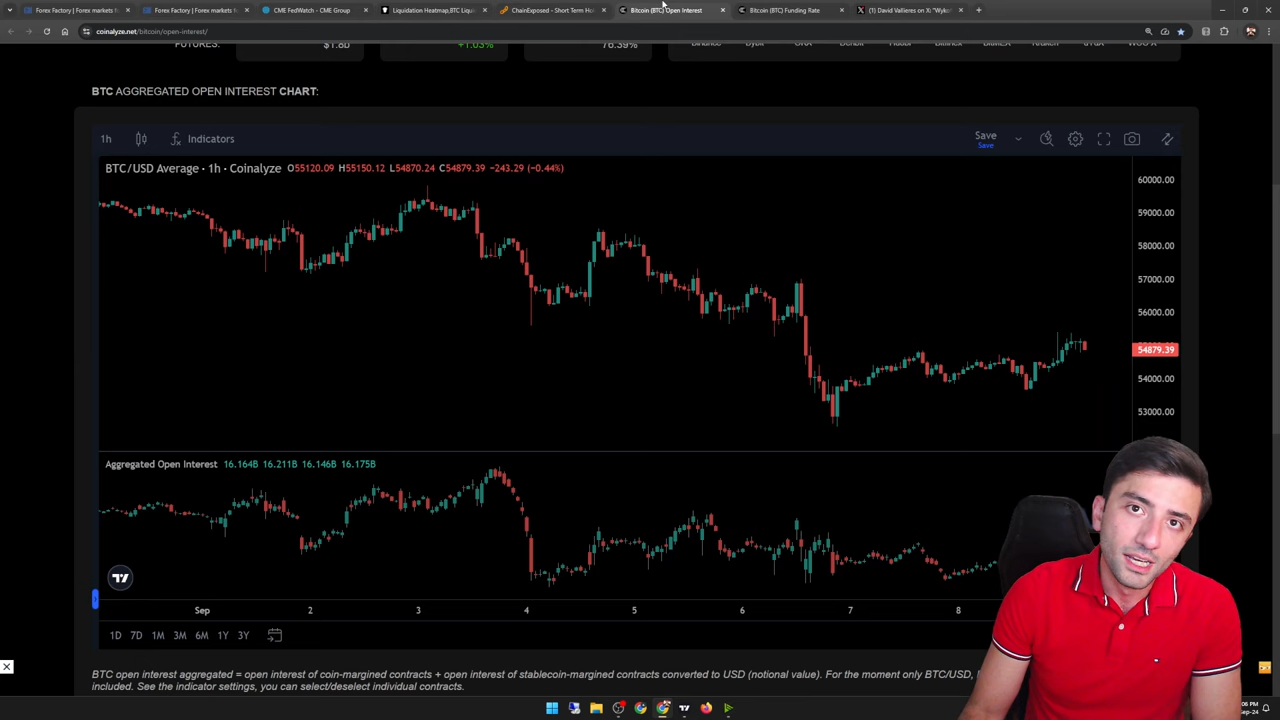 Forex Factory | Forex markets f
Forex Factory | Forex markets f
CME FedWatch - CME Group
Liquidation Heatmap,BTC Liqui
ChainExposed - Short Term Ho
Bitcoin (BTC) Open Interest
Bitcoin (BTC) Funding Rate
(1) David Vallieres on X: "Wyko
coinalyze.net/bitcoin/open-interest/
FUTURES:
$1.8B
+1.03%
76.39%
BTC AGGREGATED OPEN INTEREST CHART:
1h
Indicators
Save
Save
BTC/USD Average · 1h · Coinalyze O55120.09 H55150.12 L54870.24 C54879.39 −243.29 (−0.44%)
60000.00
59000.00
58000.00
57000.00
56000.00
54879.39
54000.00
53000.00
Aggregated Open Interest 16.164B 16.211B 16.146B 16.175B
Sep 2 3 4 5 6 7 8
1D 7D 1M 3M 6M 1Y 3Y
BTC open interest aggregated = open interest of coin-margined contracts + open interest of stablecoin-margined contracts converted to USD (notional value). For the moment only BTC/USD,
included. See the indicator settings, you can select/deselect individual contracts.